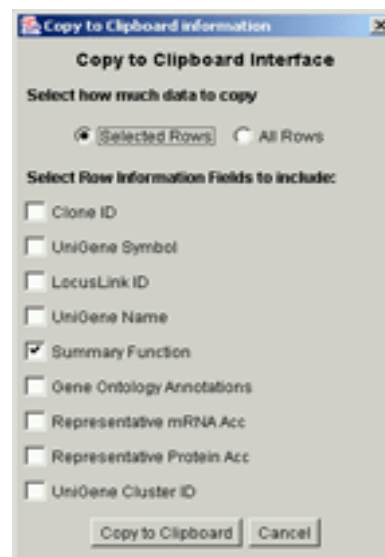 Copy to Clipboard information
Copy to Clipboard Interface
Select how much data to copy
Selected Rows All Rows
Select Row Information Fields to include:
Clone ID
UniGene Symbol
LocusLink ID
UniGene Name
Summary Function
Gene Ontology Annotations
Representative mRNA Acc
Representative Protein Acc
UniGene Cluster ID
Copy to Clipboard Cancel